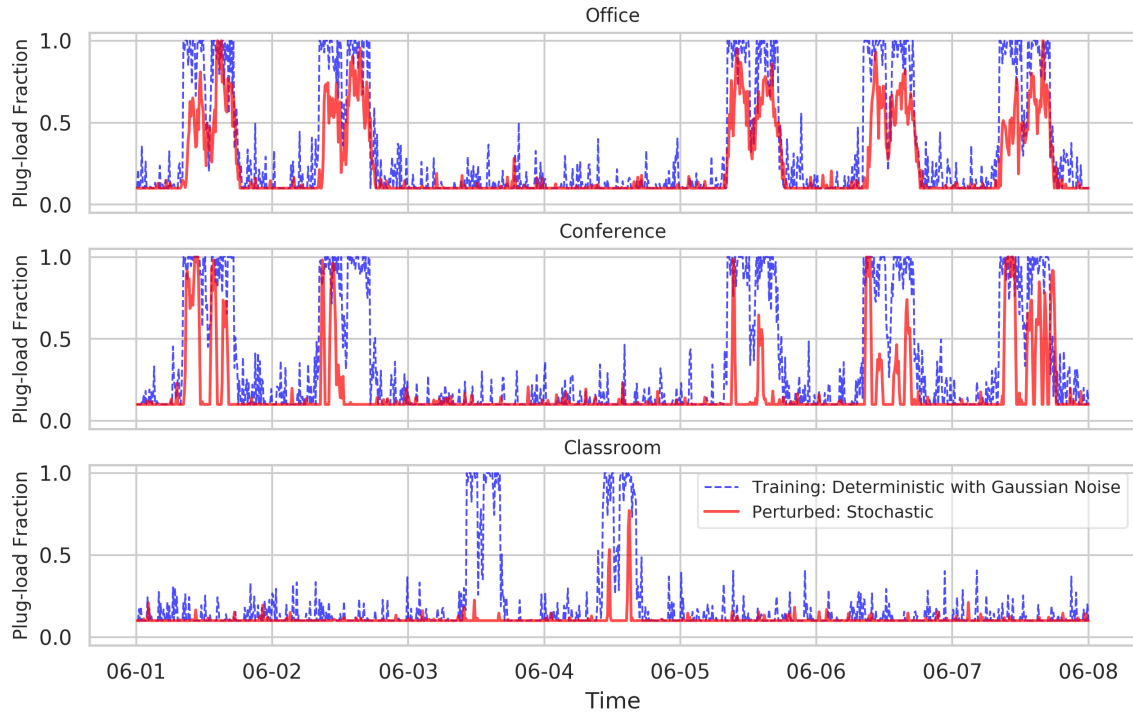 Office
1.0
0.5
0.0
Plug-load Fraction
Conference
1.0
0.5
0.0
Plug-load Fraction
Classroom
1.0
0.5
0.0
Plug-load Fraction
Training: Deterministic with Gaussian Noise
Perturbed: Stochastic
06-01 06-02 06-03 06-04 06-05 06-06 06-07 06-08
Time